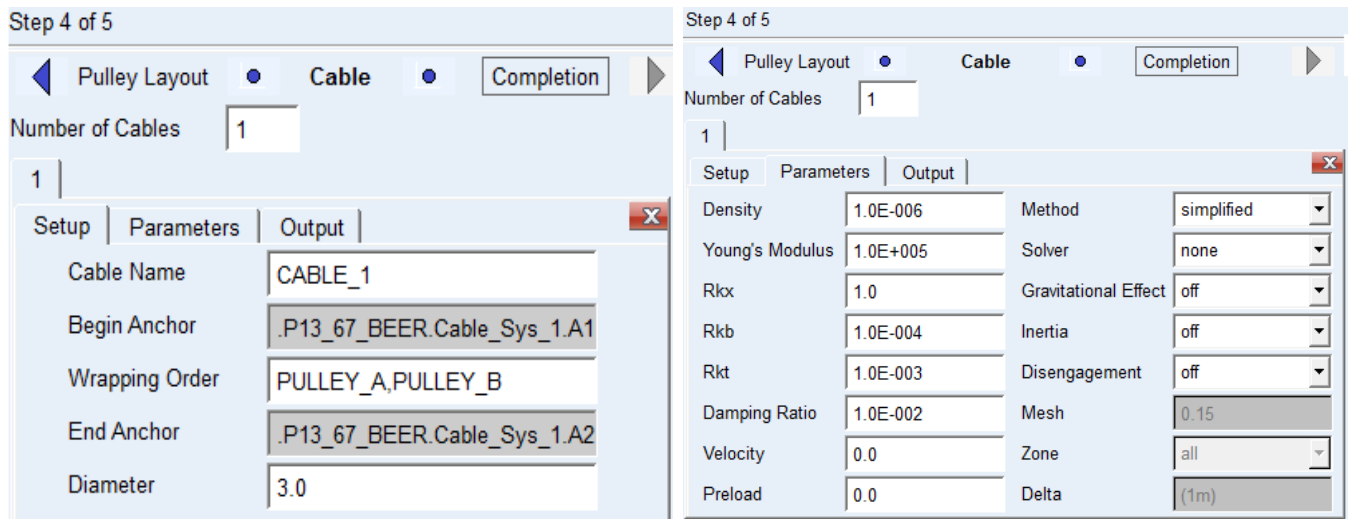 Step 4 of 5
Pulley Layout Cable Completion
Number of Cables 1
1
Setup Parameters Output
Cable Name CABLE_1
Begin Anchor .P13_67_BEER.Cable_Sys_1.A1
Wrapping Order PULLEY_A,PULLEY_B
End Anchor .P13_67_BEER.Cable_Sys_1.A2
Diameter 3.0
Step 4 of 5
Pulley Layout Cable Completion
Number of Cables 1
1
Setup Parameters Output
Density 1.0E-006 Method simplified
Young's Modulus 1.0E+005 Solver none
Rkx 1.0 Gravitational Effect off
Rkb 1.0E-004 Inertia off
Rkt 1.0E-003 Disengagement off
Damping Ratio 1.0E-002 Mesh 0.15
Velocity 0.0 Zone all
Preload 0.0 Delta (1m)